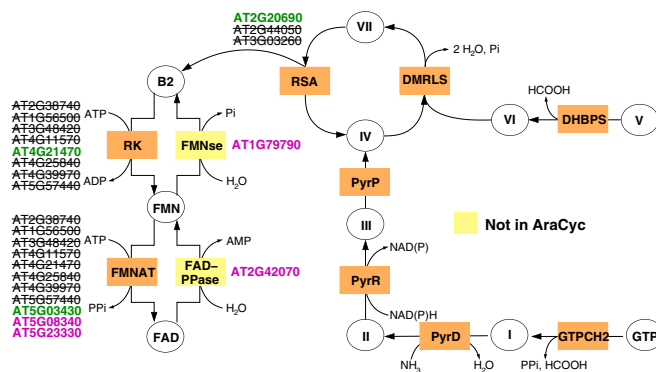 AT2G20690
AT2G44050
AT3G03260
VII
2 H₂O, Pi
B2
RSA
DMRLS
HCOOH
AT2G38740
AT1G56500
AT3G48420
AT4G11570
AT4G21470
AT4G25840
AT4G39970
AT5G57440
ATP
RK
ADP
Pi
FMNse
H₂O
AT1G79790
IV
VI
DHBPS
V
PyrP
FMN
III
Not in AraCyc
AT2G38740
AT1G56500
AT3G48420
AT4G11570
AT4G21470
AT4G25840
AT4G39970
AT5G57440
AT5G03430
AT5G08340
AT5G23330
ATP
FMNAT
PPi
AMP
FAD–
PPase
H₂O
AT2G42070
NAD(P)
PyrR
NAD(P)H
FAD
II
PyrD
I
GTPCH2
GTP
NH₃
H₂O
PPi, HCOOH